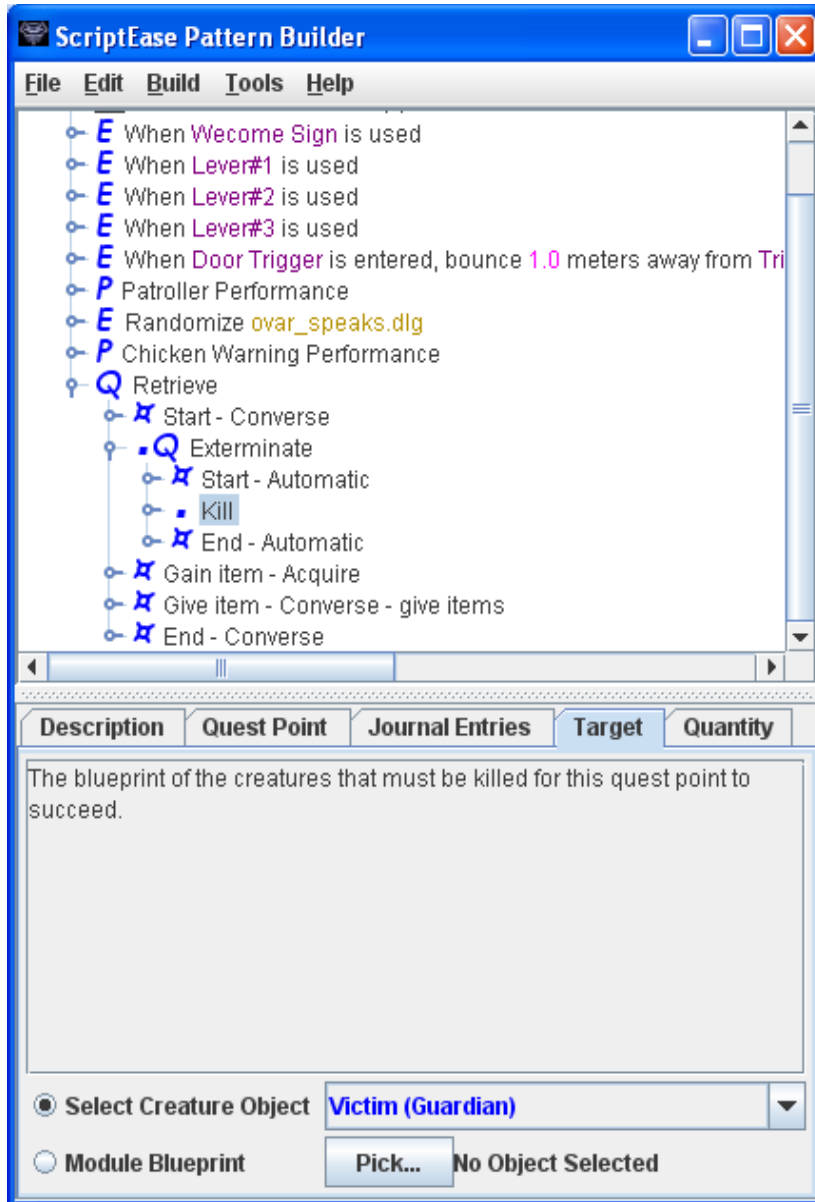 ScriptEase Pattern Builder
File Edit Build Tools Help
E When Wecome Sign is used
E When Lever#1 is used
E When Lever#2 is used
E When Lever#3 is used
E When Door Trigger is entered, bounce 1.0 meters away from Tri
P Patroller Performance
E Randomize ovar_speaks.dlg
P Chicken Warning Performance
Q Retrieve
Start - Converse
Q Exterminate
Start - Automatic
Kill
End - Automatic
Gain item - Acquire
Give item - Converse - give items
End - Converse
Description Quest Point Journal Entries Target Quantity
The blueprint of the creatures that must be killed for this quest point to
succeed.
Select Creature Object Victim (Guardian)
Module Blueprint Pick... No Object Selected